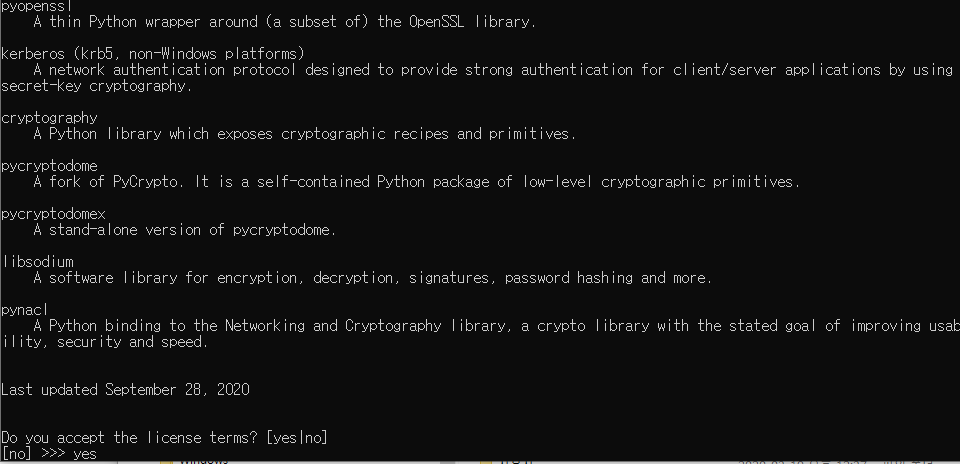 pyopenssl
A thin Python wrapper around (a subset of) the OpenSSL library.
kerberos (krb5, non-Windows platforms)
A network authentication protocol designed to provide strong authentication for client/server applications by using
secret-key cryptography.
cryptography
A Python library which exposes cryptographic recipes and primitives.
pycryptodome
A fork of PyCrypto. It is a self-contained Python package of low-level cryptographic primitives.
pycryptodomex
A stand-alone version of pycryptodome.
libsodium
A software library for encryption, decryption, signatures, password hashing and more.
pynacl
A Python binding to the Networking and Cryptography library, a crypto library with the stated goal of improving usab
ility, security and speed.
Last updated September 28, 2020
Do you accept the license terms? [yes|no]
[no] >>> yes